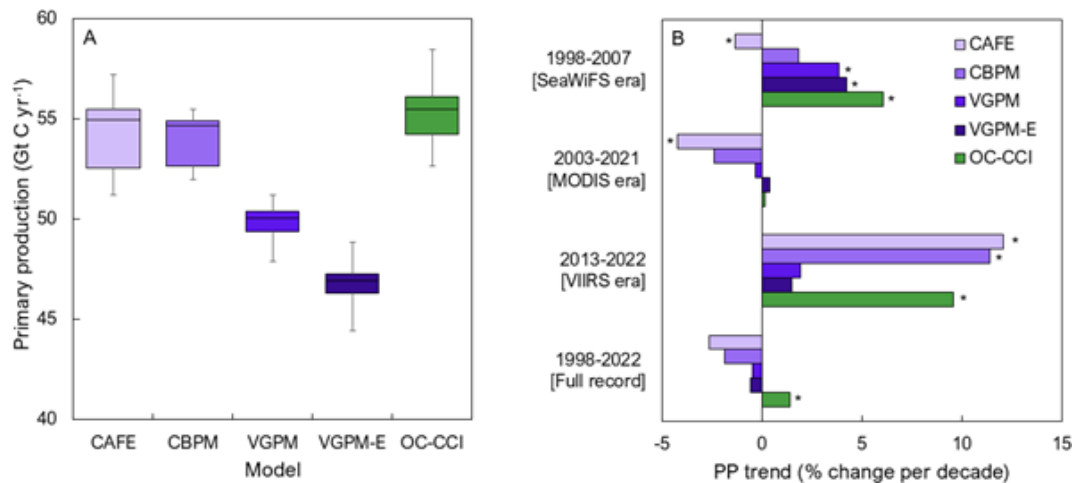 A
60
55
50
45
40
Primary production (Gt C yr⁻¹)
CAFE
CBPM
VGPM
VGPM-E
OC-CCI
Model
B
1998-2007
[SeaWiFS era]
2003-2021
[MODIS era]
2013-2022
[VIIRS era]
1998-2022
[Full record]
*
*
*
*
*
*
*
*
*
CAFE
CBPM
VGPM
VGPM-E
OC-CCI
-5
0
5
10
15
PP trend (% change per decade)